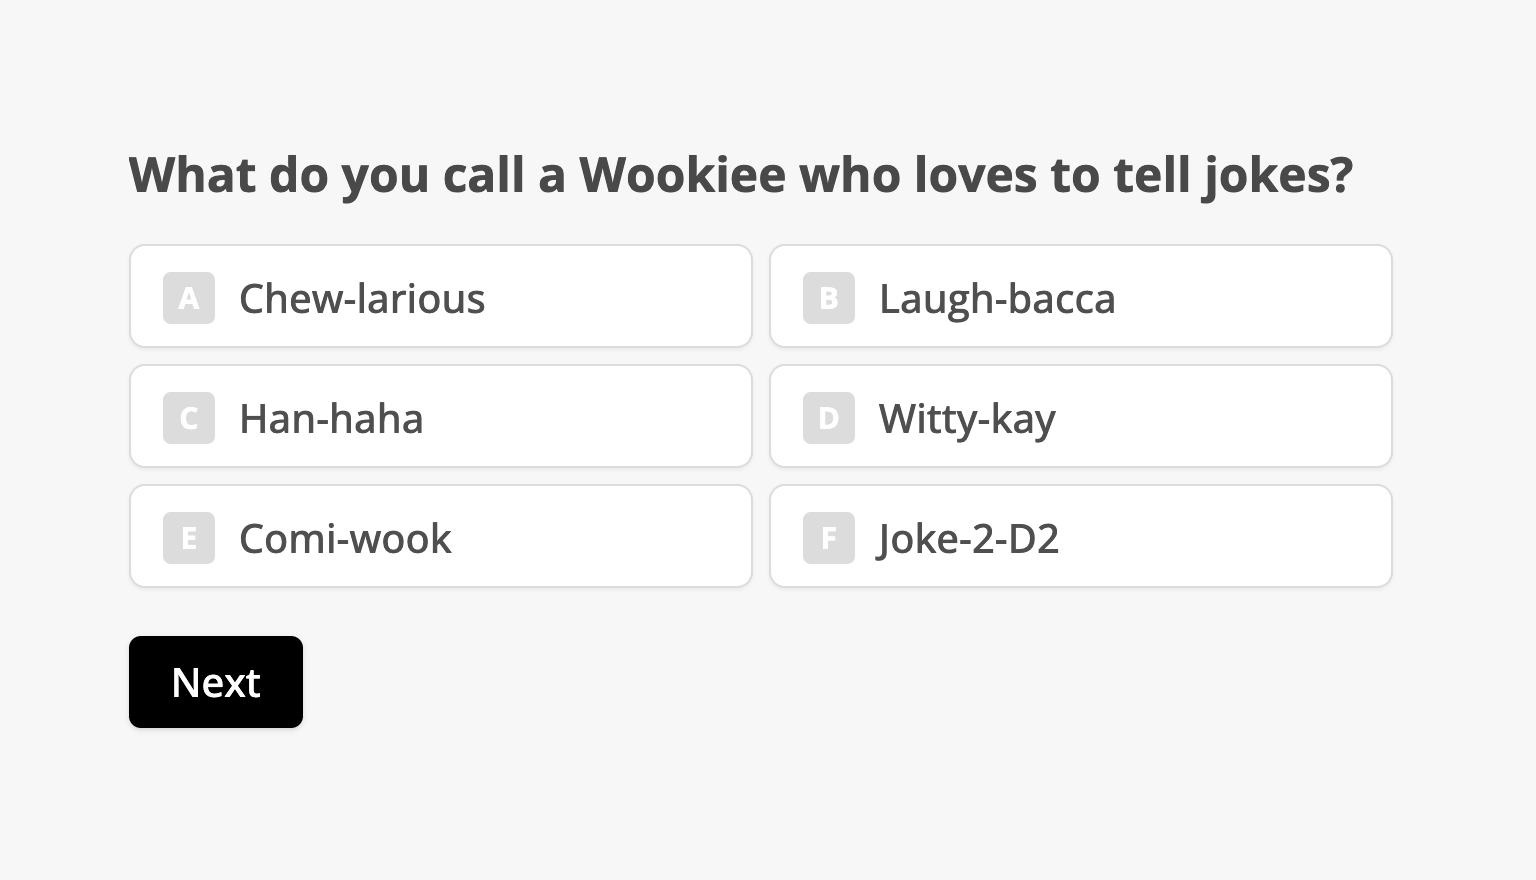 What do you call a Wookiee who loves to tell jokes?
A Chew-larious
B Laugh-bacca
C Han-haha
D Witty-kay
E Comi-wook
F Joke-2-D2
Next